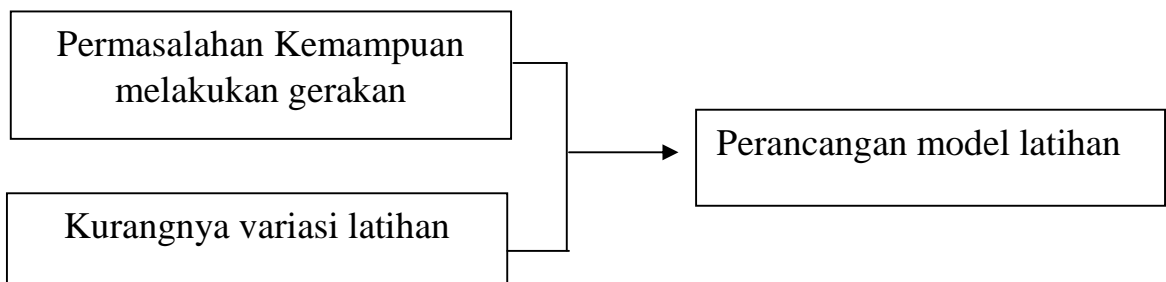 Permasalahan Kemampuan
melakukan gerakan
Kurangnya variasi latihan
Perancangan model latihan